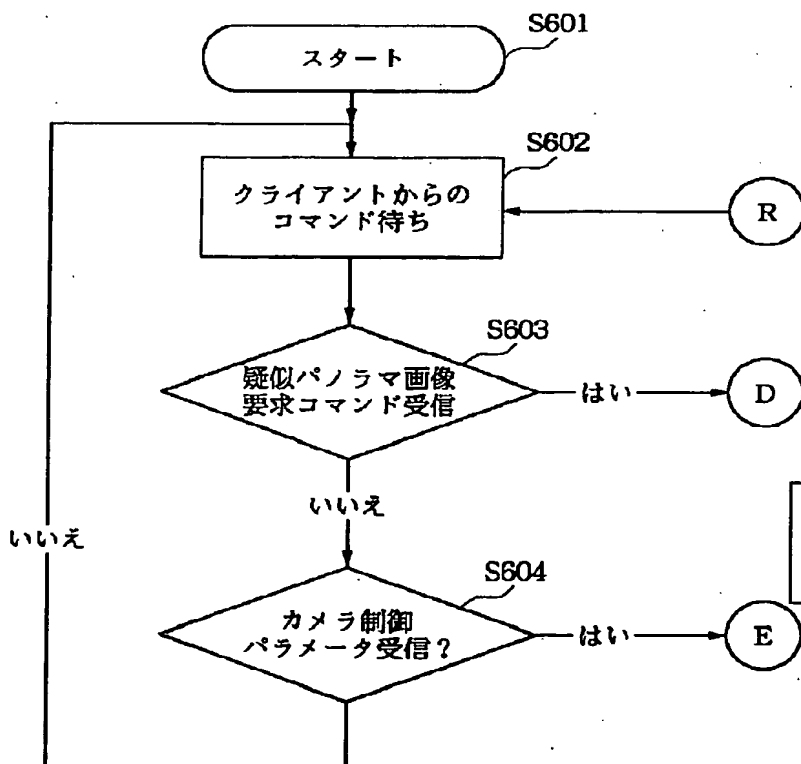 S601
スタート
S602
クライアントからの
コマンド待ち
R
S603
疑似パノラマ画像
要求コマンド受信
はい
D
いいえ
いいえ
S604
カメラ制御
パラメータ受信?
はい
E